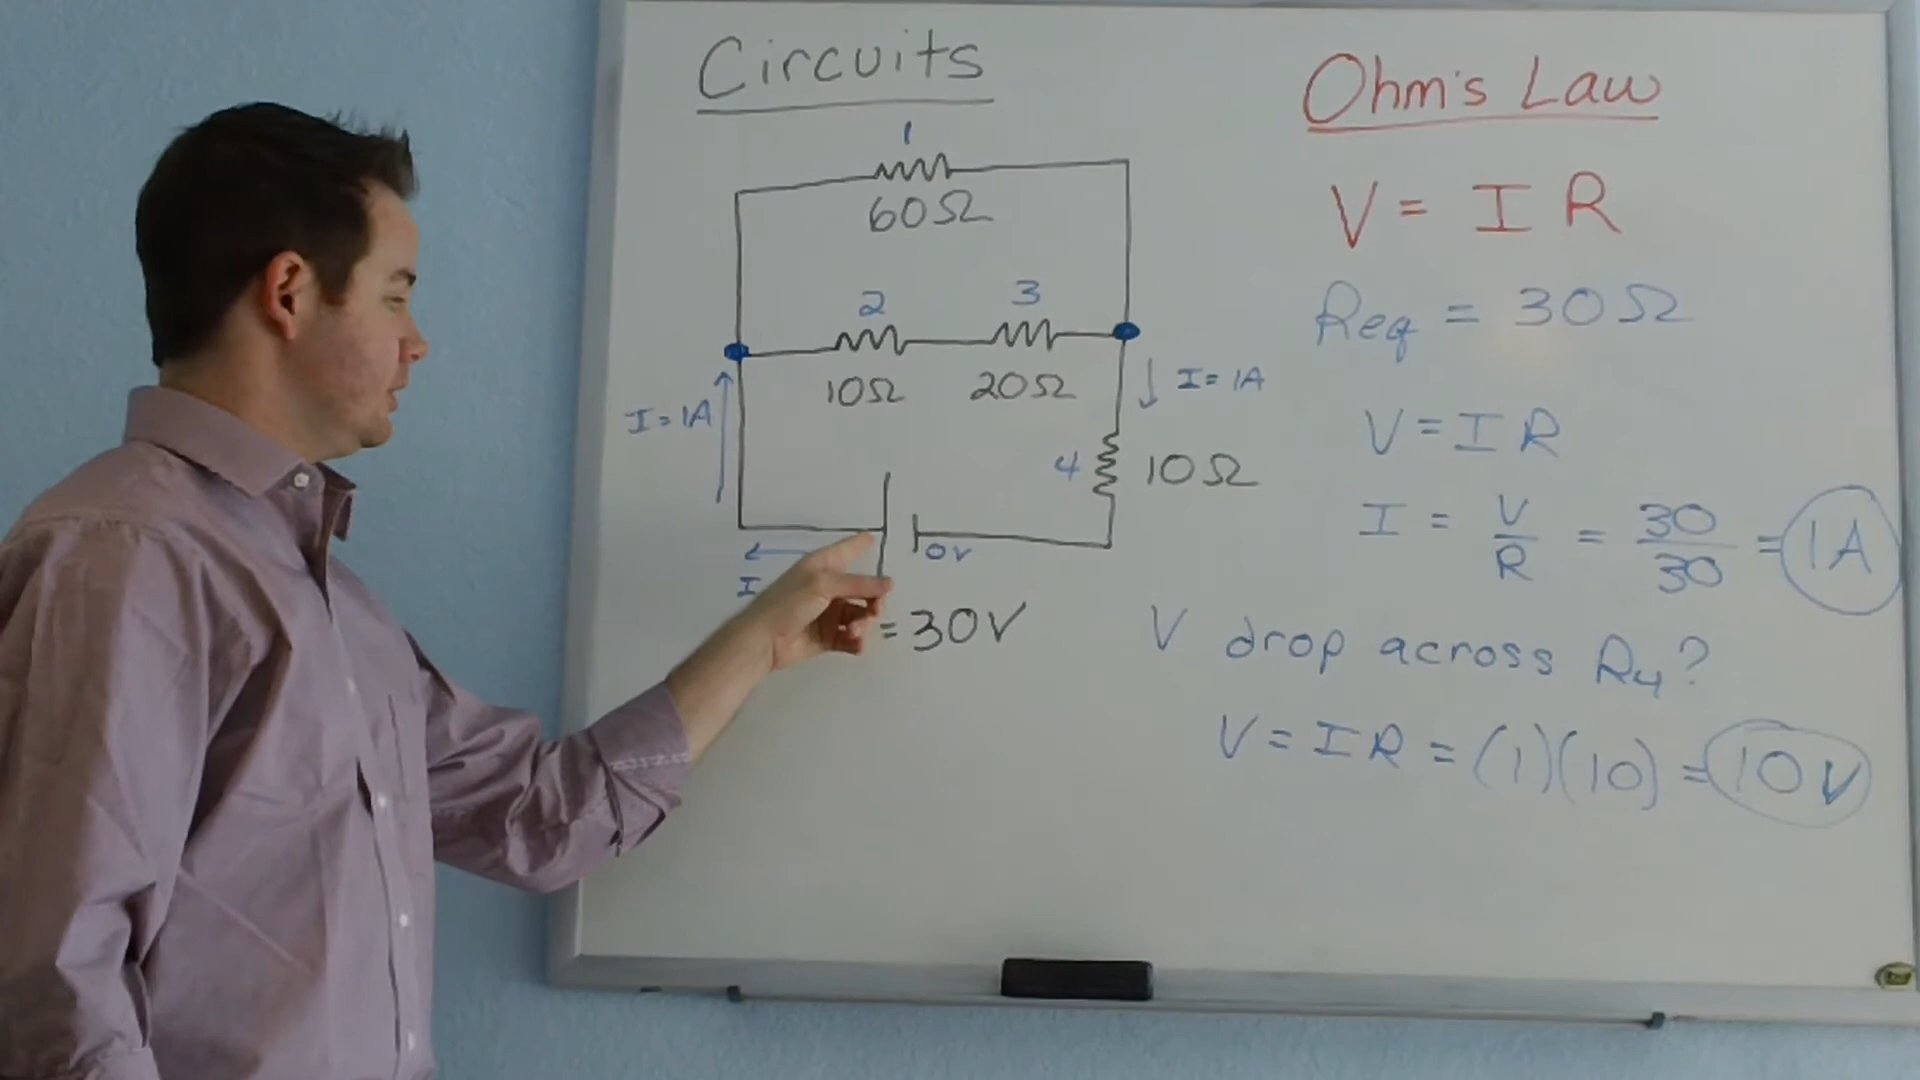 Circuits
1
60Ω
2
3
10Ω
20Ω
I = 1A
I = 1A
4
10Ω
0V
I
= 30V
Ohm's Law
V = I R
Req = 30Ω
V = I R
I = V/R = 30/30 = 1A
V drop across R4?
V = I R = (1)(10) = 10V